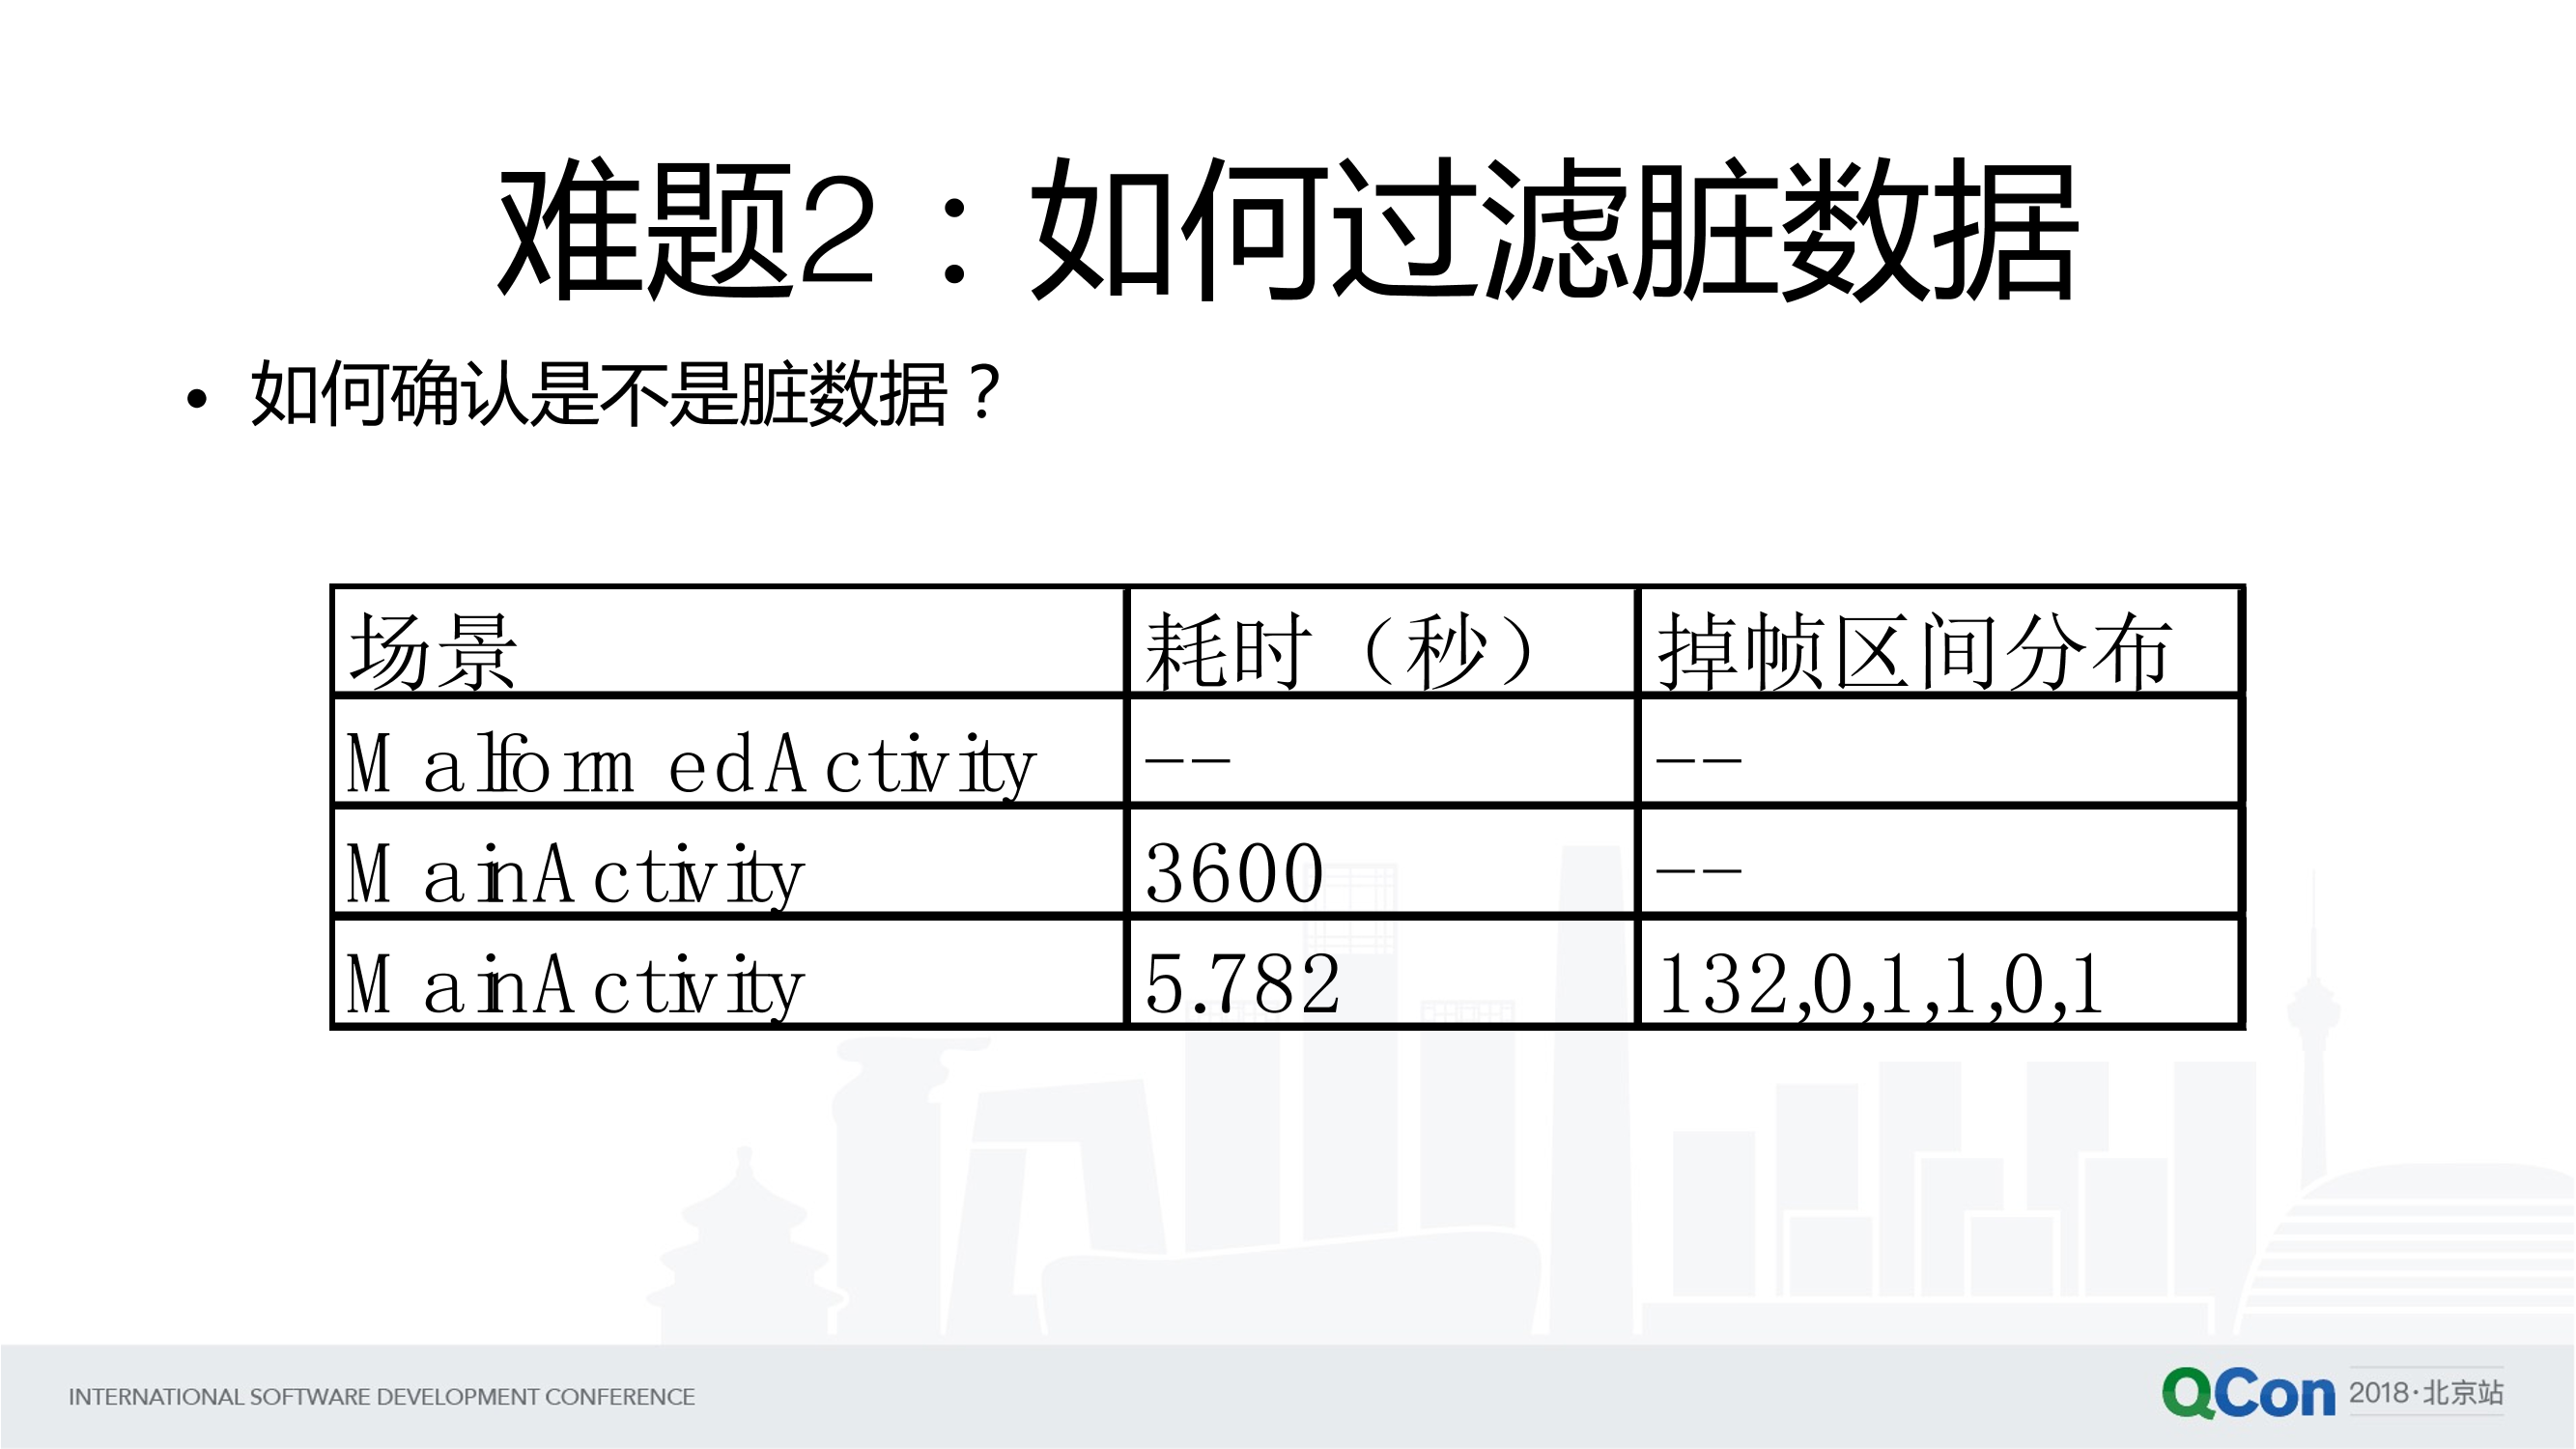 难题2：如何过滤脏数据
• 如何确认是不是脏数据？
场景 耗时（秒） 掉帧区间分布
MalformedActivity -- --
MainActivity 3600 --
MainActivity 5.782 132,0,1,1,0,1
INTERNATIONAL SOFTWARE DEVELOPMENT CONFERENCE
QCon 2018·北京站